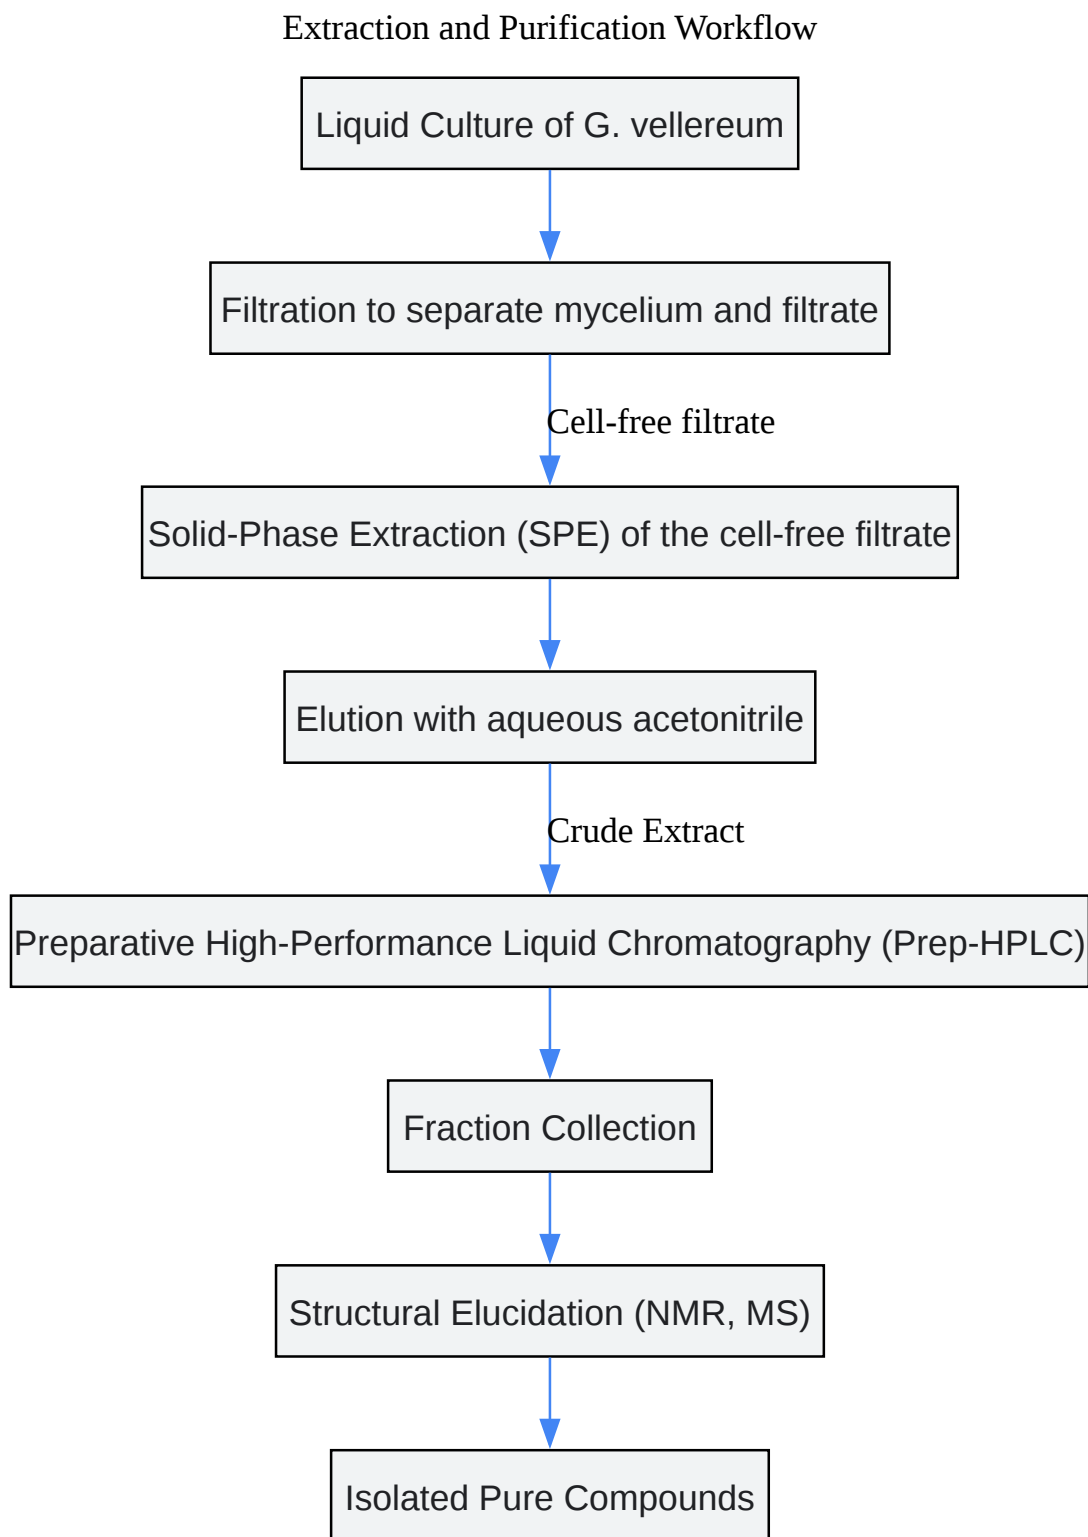 Extraction and Purification Workflow
Liquid Culture of G. vellereum
Filtration to separate mycelium and filtrate
Cell-free filtrate
Solid-Phase Extraction (SPE) of the cell-free filtrate
Elution with aqueous acetonitrile
Crude Extract
Preparative High-Performance Liquid Chromatography (Prep-HPLC)
Fraction Collection
Structural Elucidation (NMR, MS)
Isolated Pure Compounds